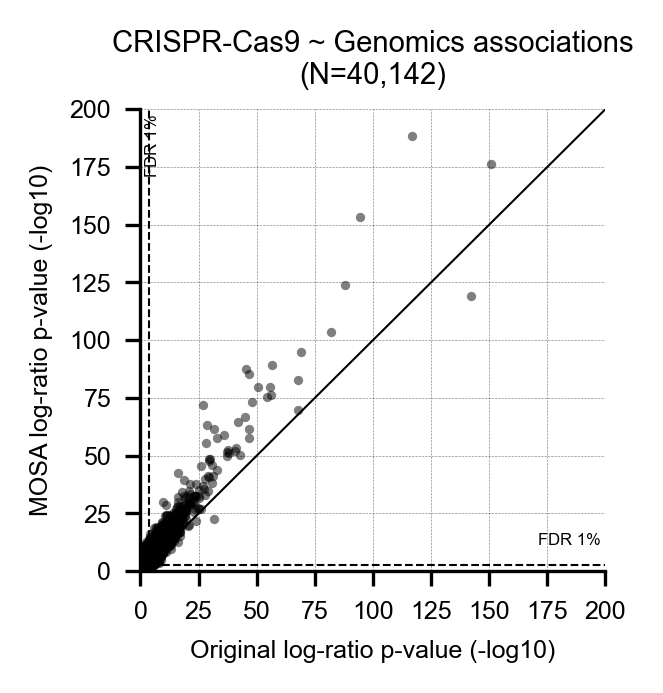 CRISPR-Cas9 ~ Genomics associations
(N=40,142)
MOSA log-ratio p-value (-log10)
200
175
150
125
100
75
50
25
0
FDR 1%
FDR 1%
0 25 50 75 100 125 150 175 200
Original log-ratio p-value (-log10)